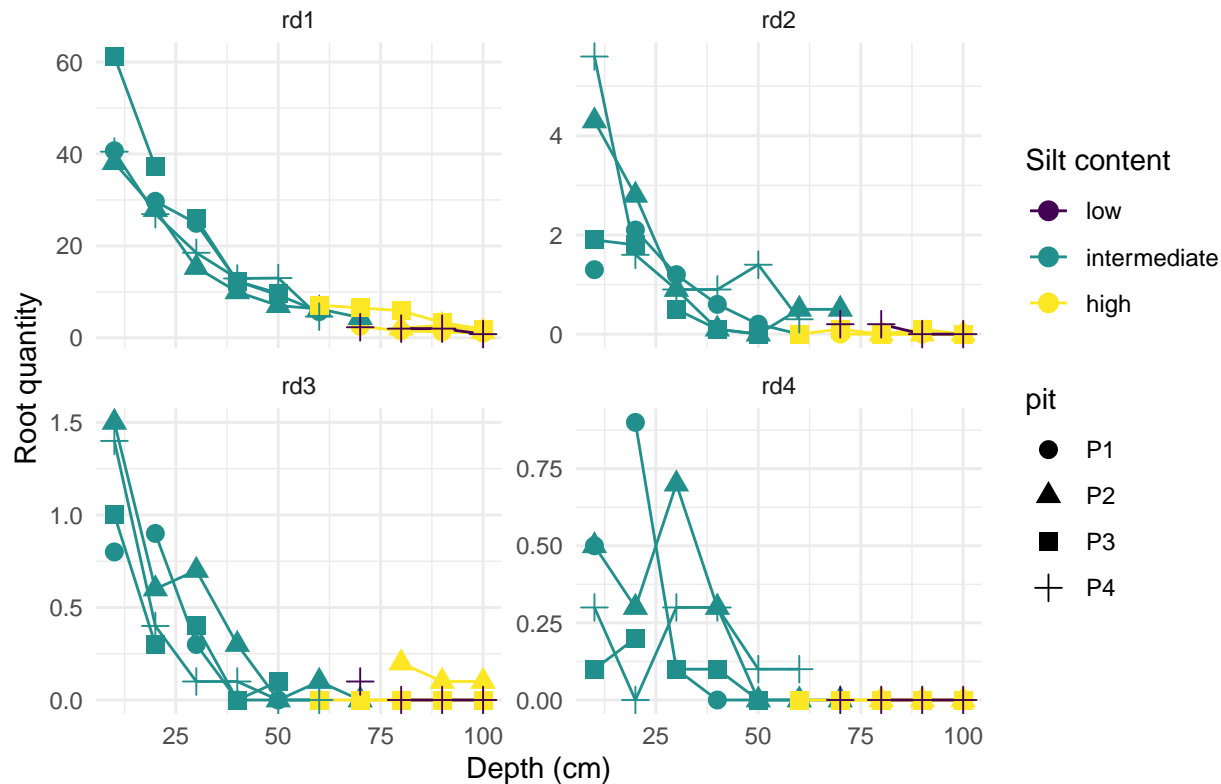 rd1
rd2
60
40
20
0
4
2
0
rd3
rd4
1.5
1.0
0.5
0.0
0.75
0.50
0.25
0.00
25
50
75
100
25
50
75
100
Root quantity
Depth (cm)
Silt content
low
intermediate
high
pit
P1
P2
P3
P4